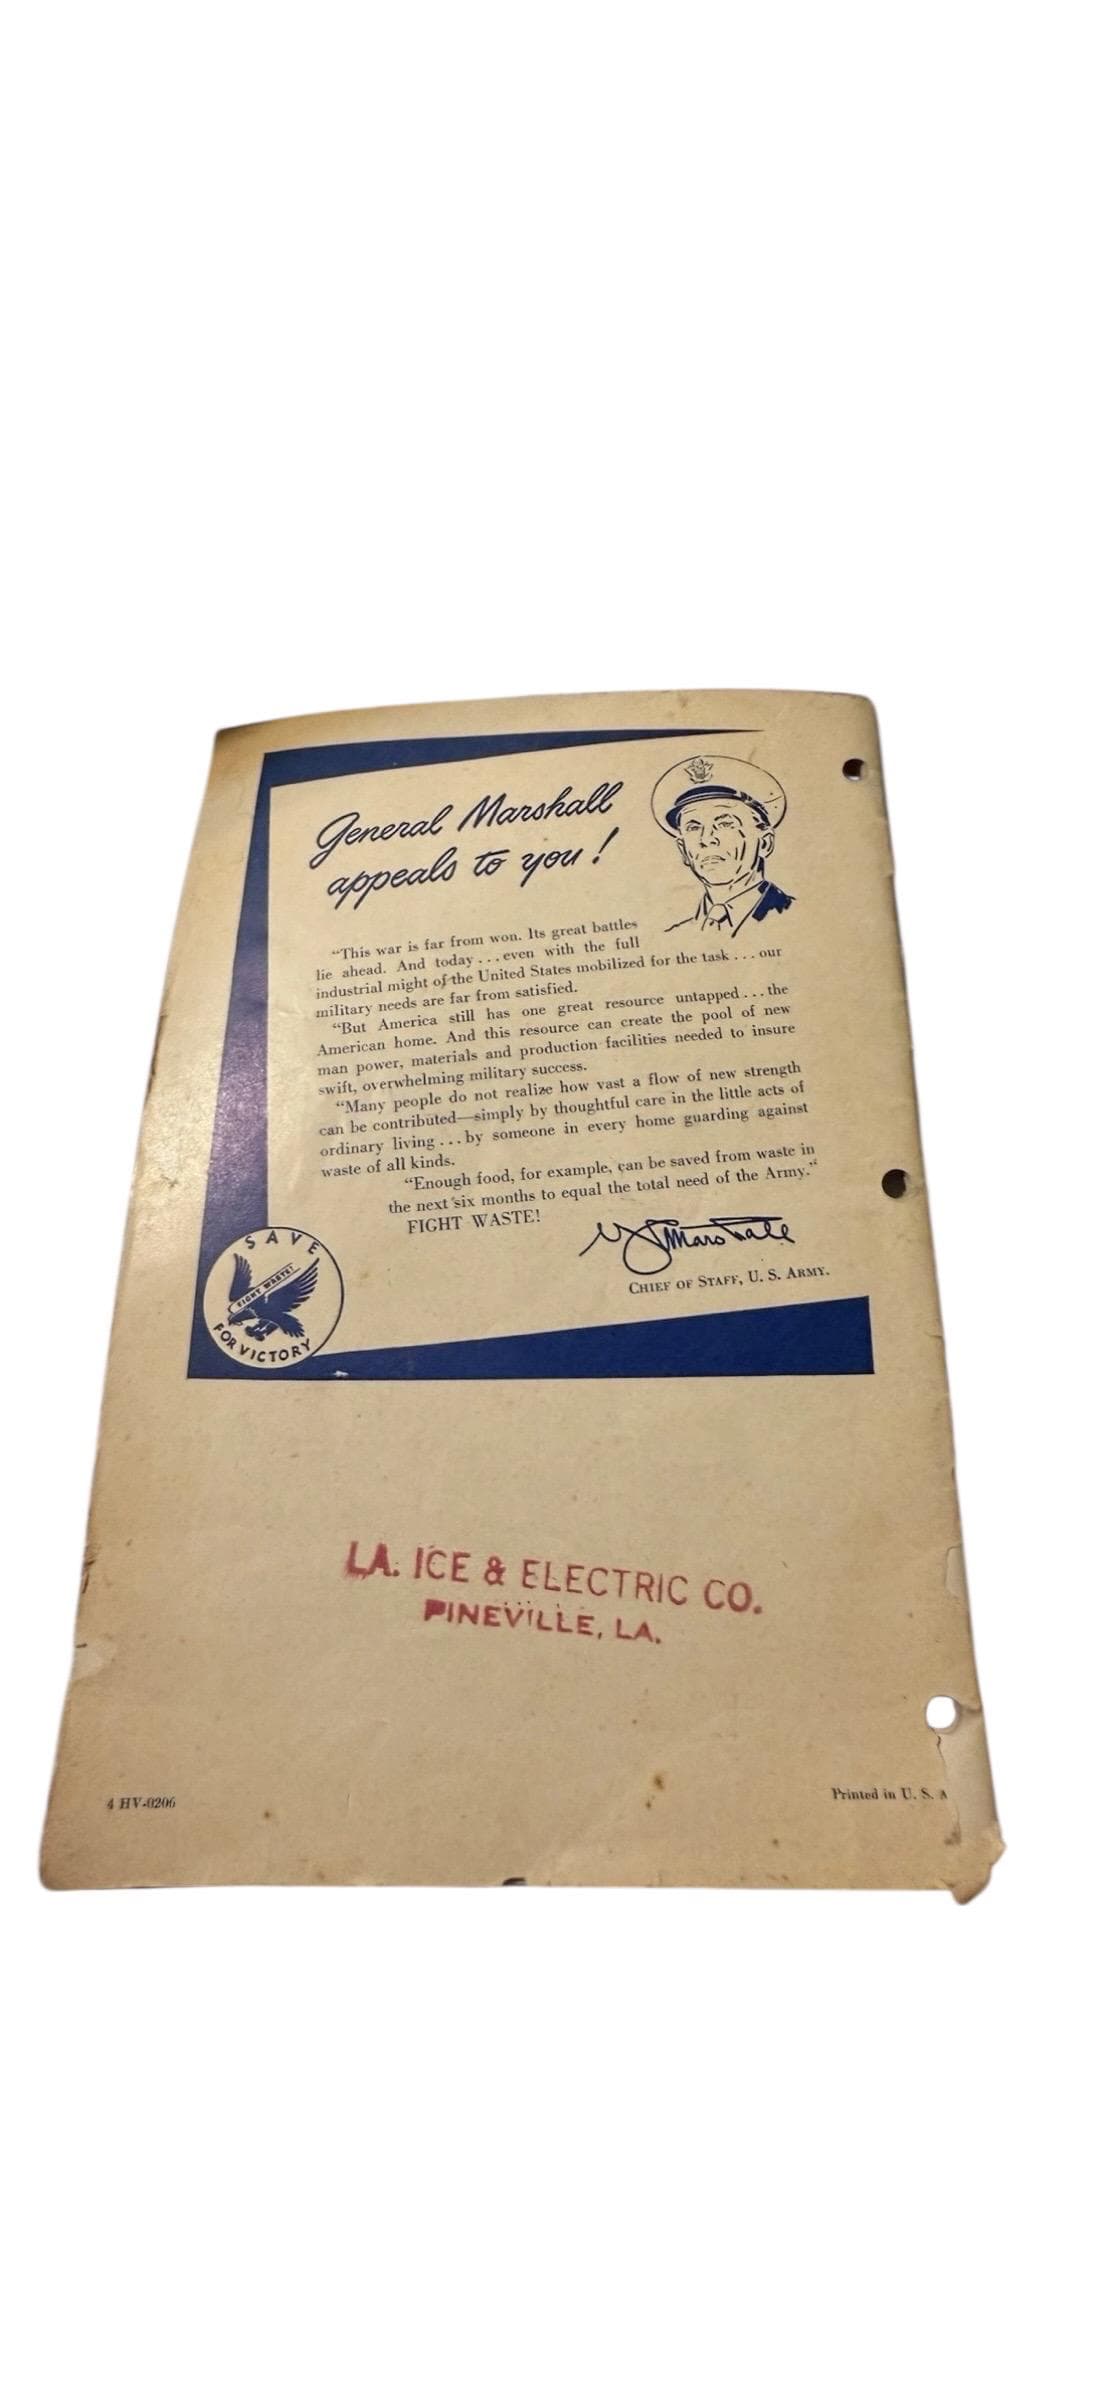 General Marshall
appeals to you!
“This war is far from won. Its great battles
lie ahead. And today...even with the full
industrial might of the United States mobilized for the task...our
military needs are far from satisfied.
“But America still has one great resource untapped...the
American home. And this resource can create the pool of new
man power, materials and production facilities needed to insure
swift, overwhelming military success.
“Many people do not realize how vast a flow of new strength
can be contributed—simply by thoughtful care in the little acts of
ordinary living...by someone in every home guarding against
waste of all kinds.
“Enough food, for example, can be saved from waste in
the next six months to equal the total need of the Army.“
FIGHT WASTE!
G Marshall
CHIEF OF STAFF, U. S. ARMY.
SAVE
FIGHT WASTE!
FOR VICTORY
LA. ICE & ELECTRIC CO.
PINEVILLE, LA.
4 HV-0206
Printed in U. S. A